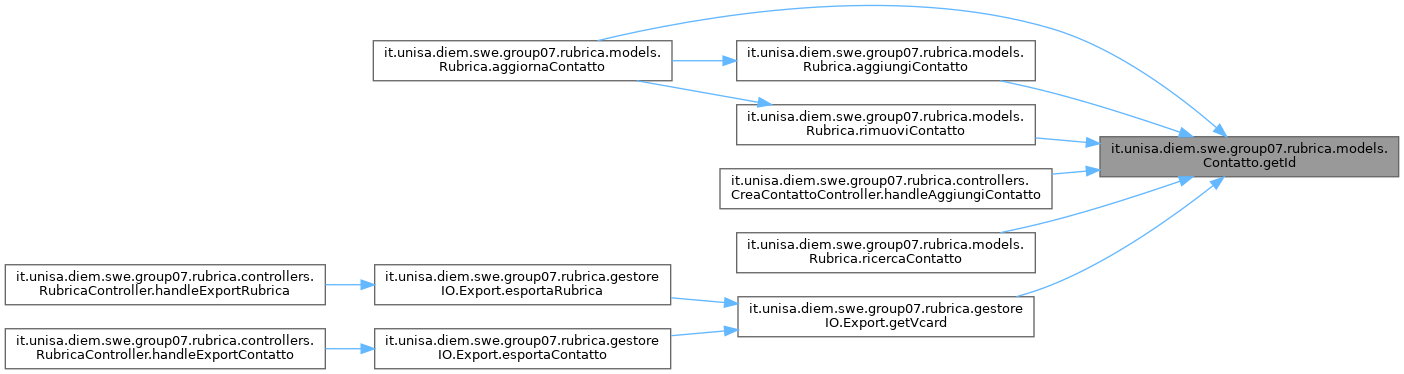 it.unisa.diem.swe.group07.rubrica.models.
Rubrica.aggiornaContatto
it.unisa.diem.swe.group07.rubrica.models.
Rubrica.aggiungiContatto
it.unisa.diem.swe.group07.rubrica.models.
Rubrica.rimuoviContatto
it.unisa.diem.swe.group07.rubrica.models.
Contatto.getId
it.unisa.diem.swe.group07.rubrica.controllers.
CreaContattoController.handleAggiungiContatto
it.unisa.diem.swe.group07.rubrica.models.
Rubrica.ricercaContatto
it.unisa.diem.swe.group07.rubrica.controllers.
RubricaController.handleExportRubrica
it.unisa.diem.swe.group07.rubrica.gestore
IO.Export.esportaRubrica
it.unisa.diem.swe.group07.rubrica.gestore
IO.Export.getVcard
it.unisa.diem.swe.group07.rubrica.controllers.
RubricaController.handleExportContatto
it.unisa.diem.swe.group07.rubrica.gestore
IO.Export.esportaContatto